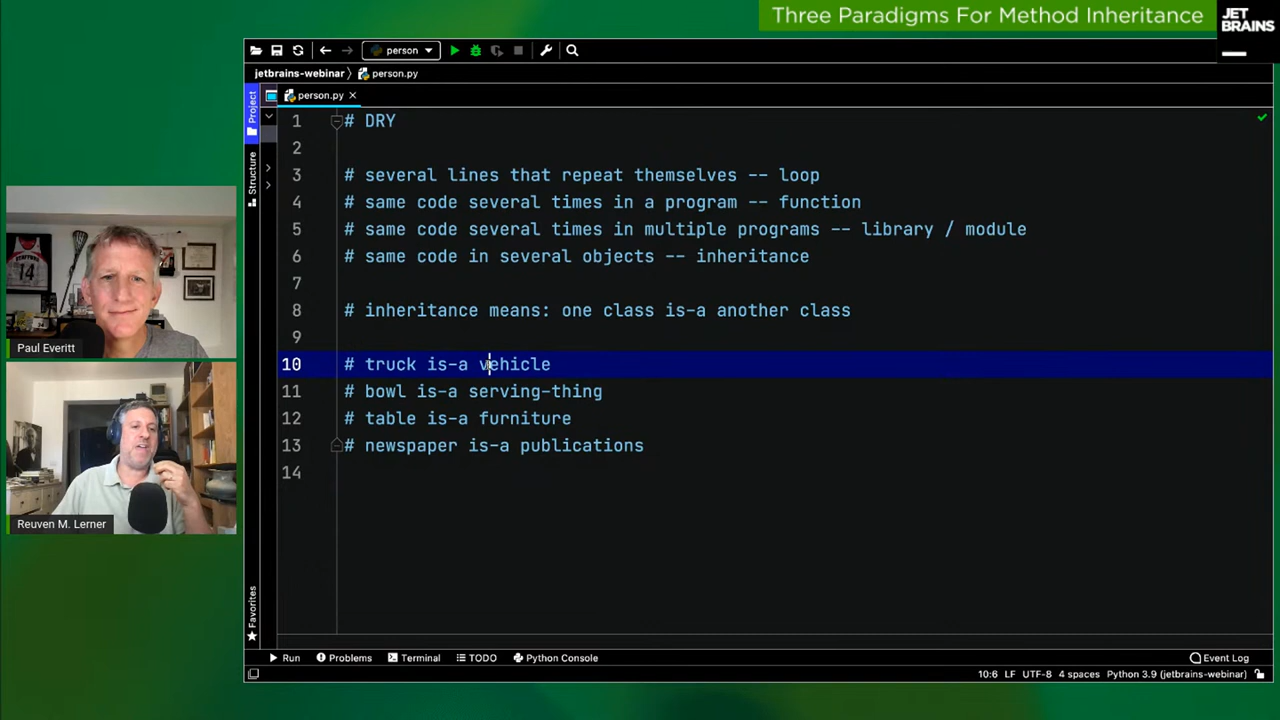 Three Paradigms For Method Inheritance
JET
BRAINS
person
jetbrains-webinar
person.py
person.py
Project
Structure
Favorites
1 # DRY
2
3 # several lines that repeat themselves -- loop
4 # same code several times in a program -- function
5 # same code several times in multiple programs -- library / module
6 # same code in several objects -- inheritance
7
8 # inheritance means: one class is-a another class
9
10 # truck is-a vehicle
11 # bowl is-a serving-thing
12 # table is-a furniture
13 # newspaper is-a publications
14
14
Paul Everitt
Reuven M. Lerner
Run Problems Terminal TODO Python Console Event Log
10:6 LF UTF-8 4 spaces Python 3.9 (jetbrains-webinar)